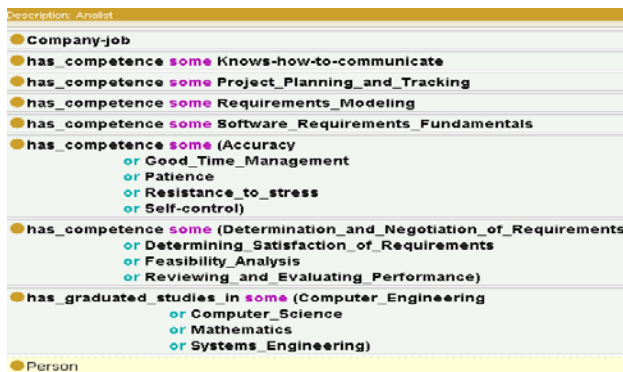 Description: Analist
Company-job
has_competence some Knows-how-to-communicate
has_competence some Project_Planning_and_Tracking
has_competence some Requirements_Modeling
has_competence some Software_Requirements_Fundamentals
has_competence some (Accuracy
or Good_Time_Management
or Patience
or Resistance_to_stress
or Self-control)
has_competence some (Determination_and_Negotiation_of_Requirements
or Determining_Satisfaction_of_Requirements
or Feasibility_Analysis
or Reviewing_and_Evaluating_Performance)
has_graduated_studies_in some (Computer_Engineering
or Computer_Science
or Mathematics
or Systems_Engineering)
Person